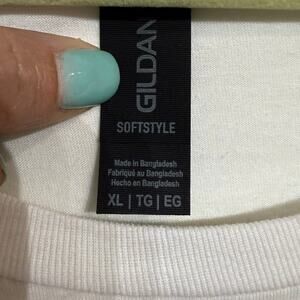 GILDAN
SOFTSTYLE
Made in Bangladesh
Fabriqué au Bangladesh
Hecho en Bangladesh
XL | TG | EG